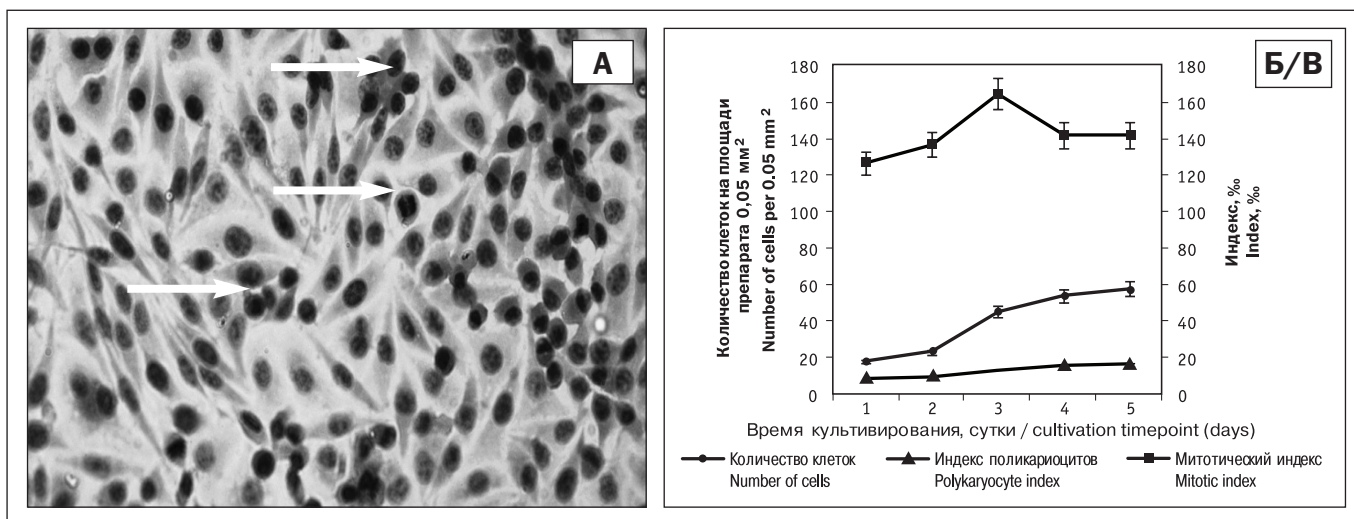 А
Б/В
Количество клеток на площади
препарата 0,05 мм²
Number of cells per 0.05 mm²
180
160
140
120
100
80
60
40
20
0
180
160
140
120
100
80
60
40
20
0
Индекс, ‰
Index, ‰
1 2 3 4 5
Время культивирования, сутки / cultivation timepoint (days)
Количество клеток
Number of cells
Индекс поликариоцитов
Polykaryocyte index
Митотический индекс
Mitotic index